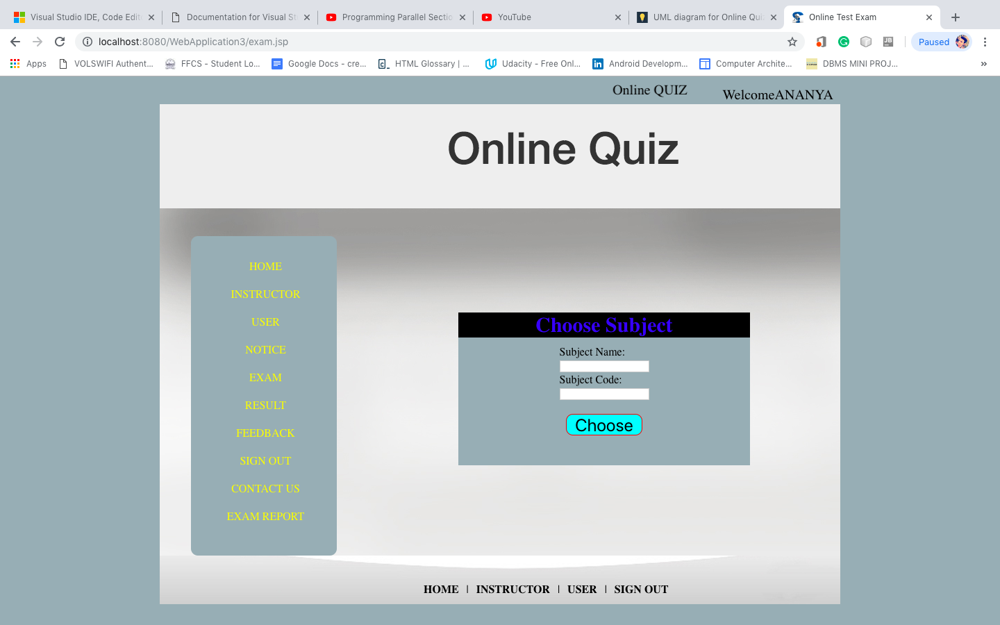 Visual Studio IDE, Code Edit
Documentation for Visual St
Programming Parallel Sectio
YouTube
UML diagram for Online Qui
Online Test Exam
localhost:8080/WebApplication3/exam.jsp
Paused
Apps
VOLSWIFI Authent...
FFCS - Student Lo...
Google Docs - cre...
HTML Glossary | ...
Udacity - Free Onl...
Android Developm...
Computer Archite...
DBMS MINI PROJ...
»
Online QUIZ
WelcomeANANYA
Online Quiz
HOME
INSTRUCTOR
USER
NOTICE
EXAM
RESULT
FEEDBACK
SIGN OUT
CONTACT US
EXAM REPORT
Choose Subject
Subject Name:
Subject Code:
Choose
HOME | INSTRUCTOR | USER | SIGN OUT